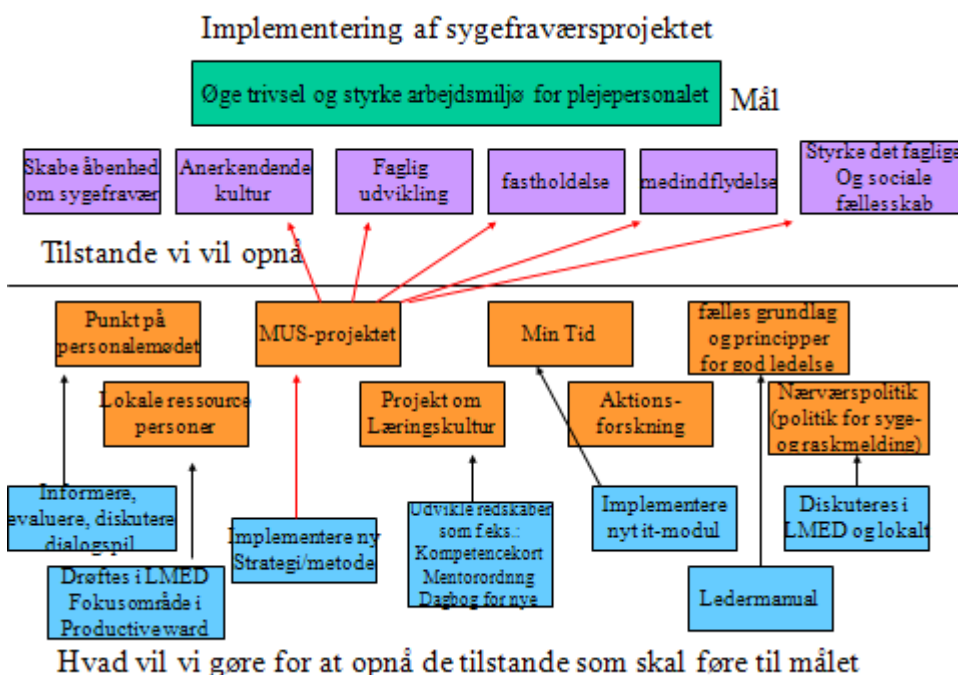 Implementering af sygefraværsprojektet
Øge trivsel og styrke arbejdsmiljø for plejepersonalet
Mål
Skabe åbenhed
om sygefravær
Anerkendende
kultur
Faglig
udvikling
fastholdelse
medindflydelse
Styrke det faglige
Og sociale
fællesskab
Tilstande vi vil opnå
Punkt på
personalemødet
MUS-projektet
Min Tid
fælles grundlag
og principper
for god ledelse
Lokale ressource
personer
Projekt om
Læringskultur
Aktions-
forskning
Nærværspolitik
(politik for syge-
og raskmelding)
Informere,
evaluere, diskutere
dialogspil
Implementere ny
Strategi/metode
Udvikle redskaber
som f.eks.:
Kompetencekort
Mentorordnng
Dagbog for nye
Implementere
nyt it-modul
Diskuteres i
LMED og lokalt
Drøftes i LMED
Fokusområde i
Productive ward
Ledermanual
Hvad vil vi gøre for at opnå de tilstande som skal føre til målet